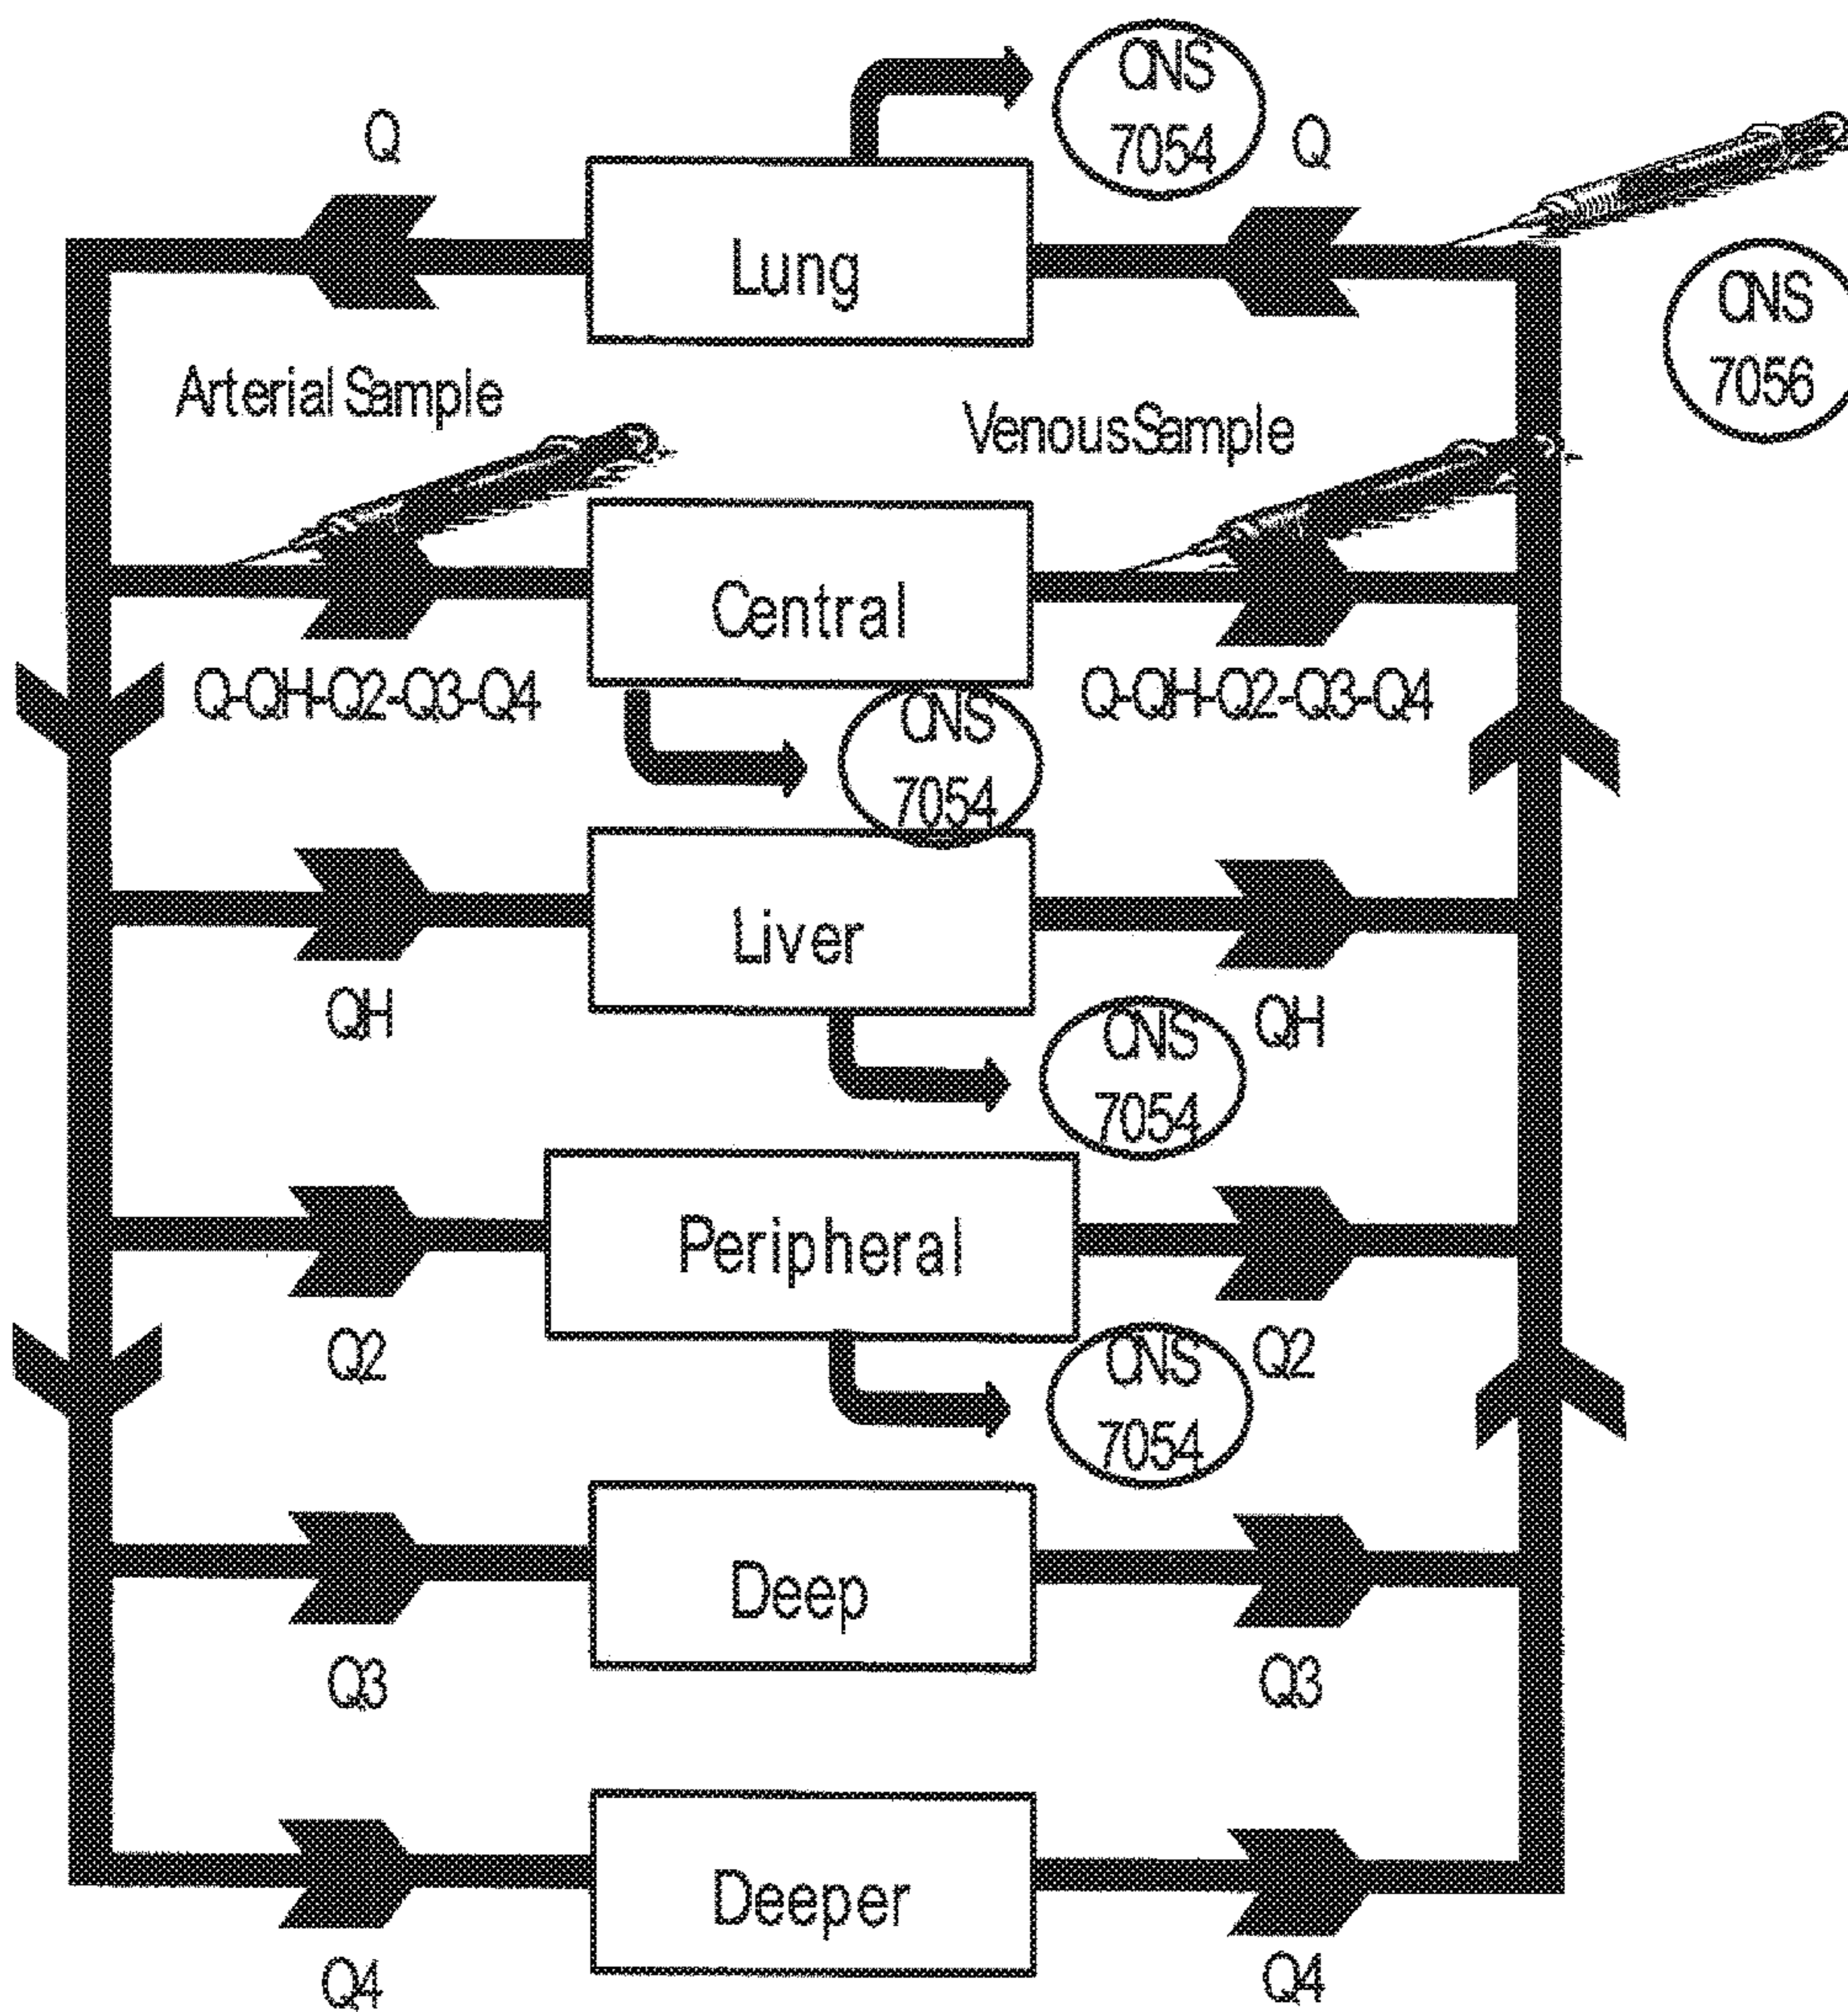 CNS
7054
Q
Q
Lung
CNS
7056
Arterial Sample
Venous Sample
Central
Q-QH-Q2-Q3-Q4
Q-QH-Q2-Q3-Q4
CNS
7054
Liver
QH
QH
CNS
7054
Peripheral
Q2
Q2
CNS
7054
Deep
Q3
Q3
Deeper
Q4
Q4